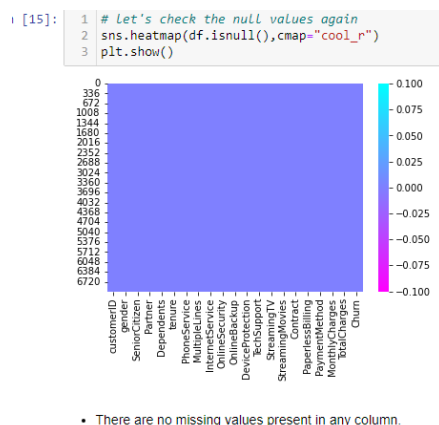 [15]:
1 # let's check the null values again
2 sns.heatmap(df.isnull(),cmap="cool_r")
3 plt.show()
0
336
672
1008
1344
1680
2016
2352
2688
3024
3360
3696
4032
4368
4704
5040
5376
5712
6048
6384
6720
0.100
0.075
0.050
0.025
0.000
−0.025
−0.050
−0.075
−0.100
customerID
gender
SeniorCitizen
Partner
Dependents
tenure
PhoneService
MultipleLines
InternetService
OnlineSecurity
OnlineBackup
DeviceProtection
TechSupport
StreamingTV
StreamingMovies
Contract
PaperlessBilling
PaymentMethod
MonthlyCharges
TotalCharges
Churn
• There are no missing values present in any column.